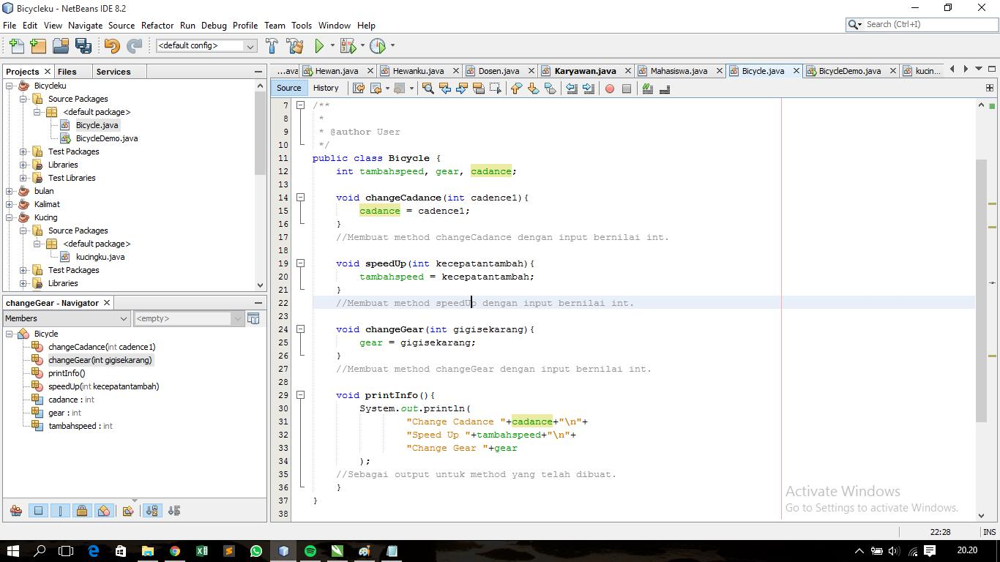 Bicycleku - NetBeans IDE 8.2
File Edit View Navigate Source Refactor Run Debug Profile Team Tools Window Help
Search (Ctrl+I)
<default config>
Projects Files Services
Bicycleku
Source Packages
<default package>
Bicycle.java
BicycleDemo.java
Test Packages
Libraries
Test Libraries
bulan
Kalimat
Kucing
Source Packages
<default package>
kucingku.java
Test Packages
Libraries
changeGear - Navigator
Members <empty>
Bicycle
changeCadance(int cadence1)
changeGear(int gigisekarang)
printInfo()
speedUp(int kecepatantambah)
cadance : int
gear : int
tambahspeed : int
...ava Hewan.java Hewanku.java Dosen.java Karyawan.java Mahasiswa.java Bicycle.java BicycleDemo.java kucin...
Source History
7 /**
8 *
9 * @author User
10 */
11 public class Bicycle {
12 int tambahspeed, gear, cadance;
13
14 void changeCadance(int cadence1){
15 cadance = cadence1;
16 }
17 //Membuat method changeCadance dengan input bernilai int.
18
19 void speedUp(int kecepatantambah){
20 tambahspeed = kecepatantambah;
21 }
22 //Membuat method speedUp dengan input bernilai int.
23
24 void changeGear(int gigisekarang){
25 gear = gigisekarang;
26 }
27 //Membuat method changeGear dengan input bernilai int.
28
29 void printInfo(){
30 System.out.println(
31 "Change Cadance "+cadance+"\n"+
32 "Speed Up "+tambahspeed+"\n"+
33 "Change Gear "+gear
34 );
35 //Sebagai output untuk method yang telah dibuat.
36 }
37 }
38
Activate Windows
Go to Settings to activate Windows.
22:28 INS
20.20